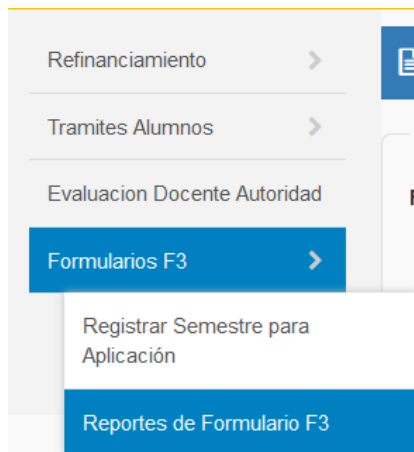 Refinanciamiento
Tramites Alumnos
Evaluacion Docente Autoridad
Formularios F3
Registrar Semestre para
Aplicación
Reportes de Formulario F3